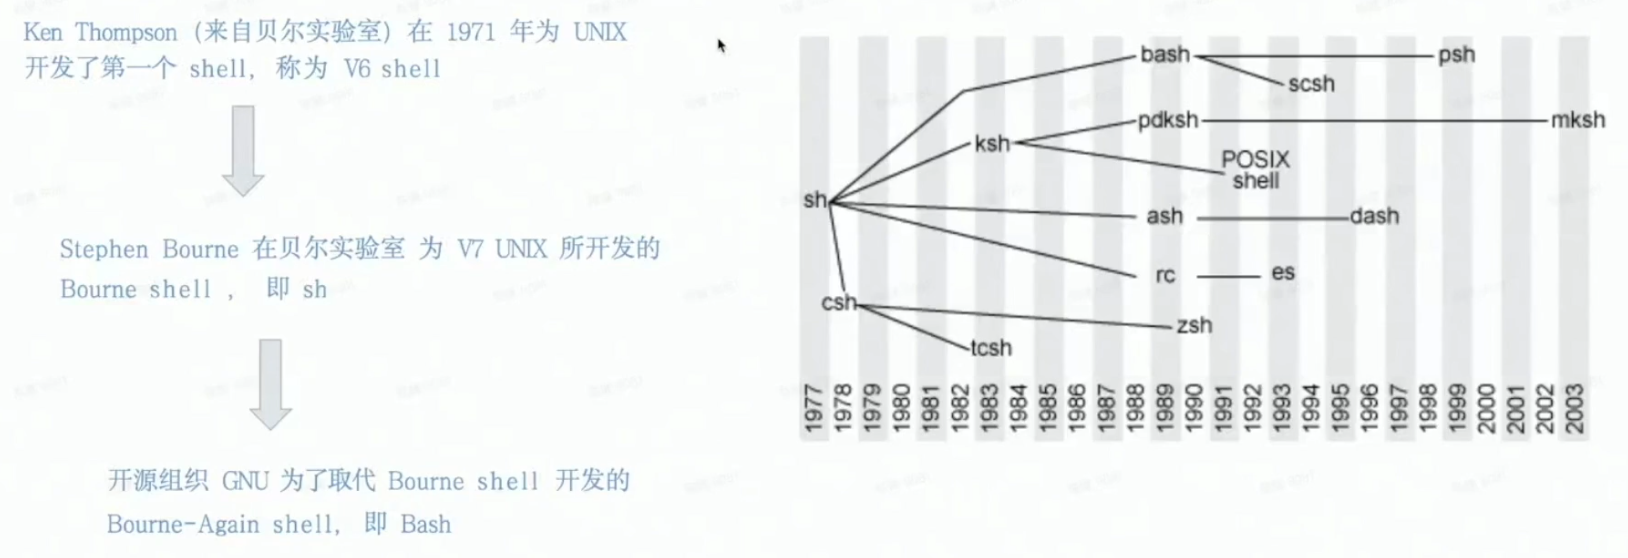 Ken Thompson (来自贝尔实验室) 在 1971 年为 UNIX
开发了第一个 shell, 称为 V6 shell
Stephen Bourne 在贝尔实验室 为 V7 UNIX 所开发的
Bourne shell , 即 sh
开源组织 GNU 为了取代 Bourne shell 开发的
Bourne-Again shell, 即 Bash
bash
psh
scsh
pdksh
mksh
ksh
POSIX
shell
sh
ash
dash
rc
es
csh
zsh
tcsh
1977
1978
1979
1980
1981
1982
1983
1984
1985
1986
1987
1988
1989
1990
1991
1992
1993
1994
1995
1996
1997
1998
1999
2000
2001
2002
2003